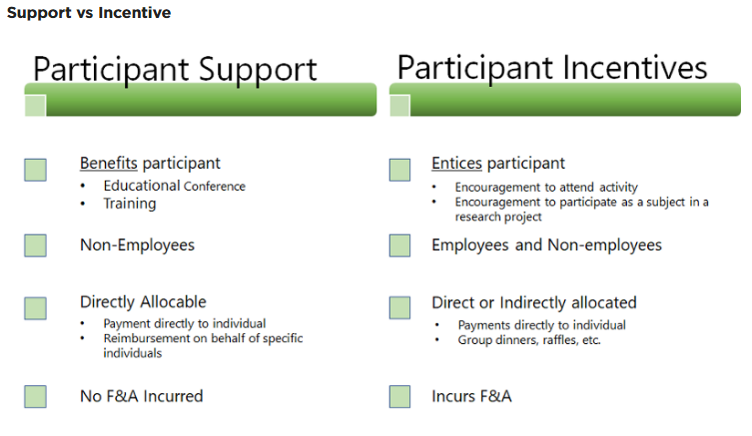 Support vs Incentive
Participant Support
Benefits participant
• Educational Conference
• Training
Non-Employees
Directly Allocable
• Payment directly to individual
• Reimbursement on behalf of specific
individuals
No F&A Incurred
Participant Incentives
Entices participant
• Encouragement to attend activity
• Encouragement to participate as a subject in a
research project
Employees and Non-employees
Direct or Indirectly allocated
• Payments directly to individual
• Group dinners, raffles, etc.
Incurs F&A